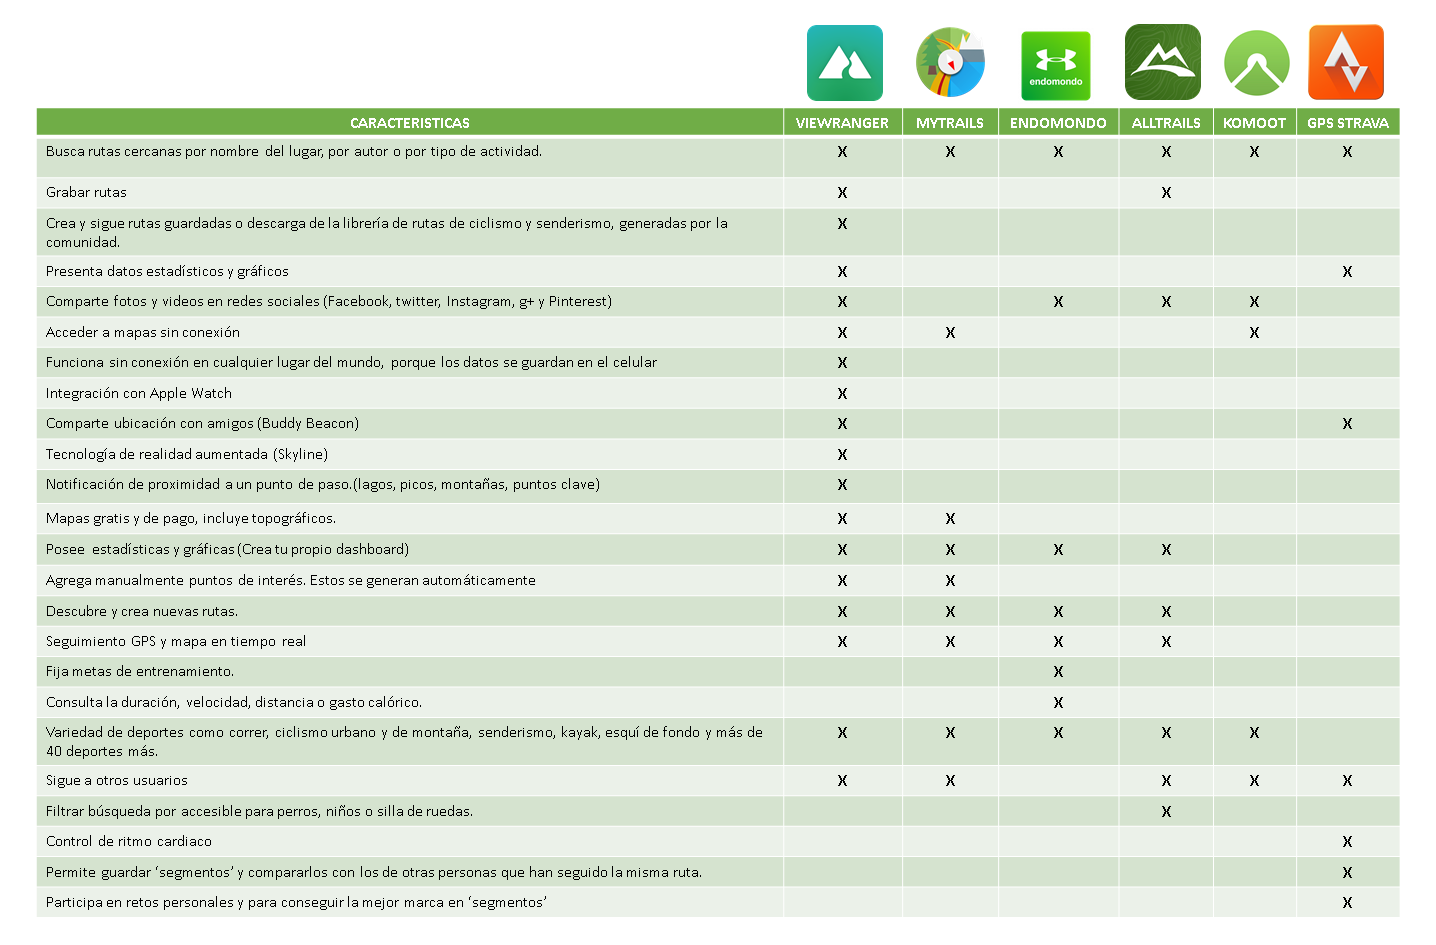 endomondo
CARACTERISTICAS VIEWRANGER MYTRAILS ENDOMONDO ALLTRAILS KOMOOT GPS STRAVA
Busca rutas cercanas por nombre del lugar, por autor o por tipo de actividad. X X X X X X
Grabar rutas X X
Crea y sigue rutas guardadas o descarga de la librería de rutas de ciclismo y senderismo, generadas por la X
comunidad.
Presenta datos estadísticos y gráficos X X
Comparte fotos y videos en redes sociales (Facebook, twitter, Instagram, g+ y Pinterest) X X X X
Acceder a mapas sin conexión X X X
Funciona sin conexión en cualquier lugar del mundo, porque los datos se guardan en el celular X
Integración con Apple Watch X
Comparte ubicación con amigos (Buddy Beacon) X X
Tecnología de realidad aumentada (Skyline) X
Notificación de proximidad a un punto de paso.(lagos, picos, montañas, puntos clave) X
Mapas gratis y de pago, incluye topográficos. X X
Posee estadísticas y gráficas (Crea tu propio dashboard) X X X X
Agrega manualmente puntos de interés. Estos se generan automáticamente X X
Descubre y crea nuevas rutas. X X X X
Seguimiento GPS y mapa en tiempo real X X X X
Fija metas de entrenamiento. X
Consulta la duración, velocidad, distancia o gasto calórico. X
Variedad de deportes como correr, ciclismo urbano y de montaña, senderismo, kayak, esquí de fondo y más de X X X X X
40 deportes más.
Sigue a otros usuarios X X X X X
Filtrar búsqueda por accesible para perros, niños o silla de ruedas. X
Control de ritmo cardiaco X
Permite guardar ‘segmentos’ y compararlos con los de otras personas que han seguido la misma ruta. X
Participa en retos personales y para conseguir la mejor marca en ‘segmentos’ X